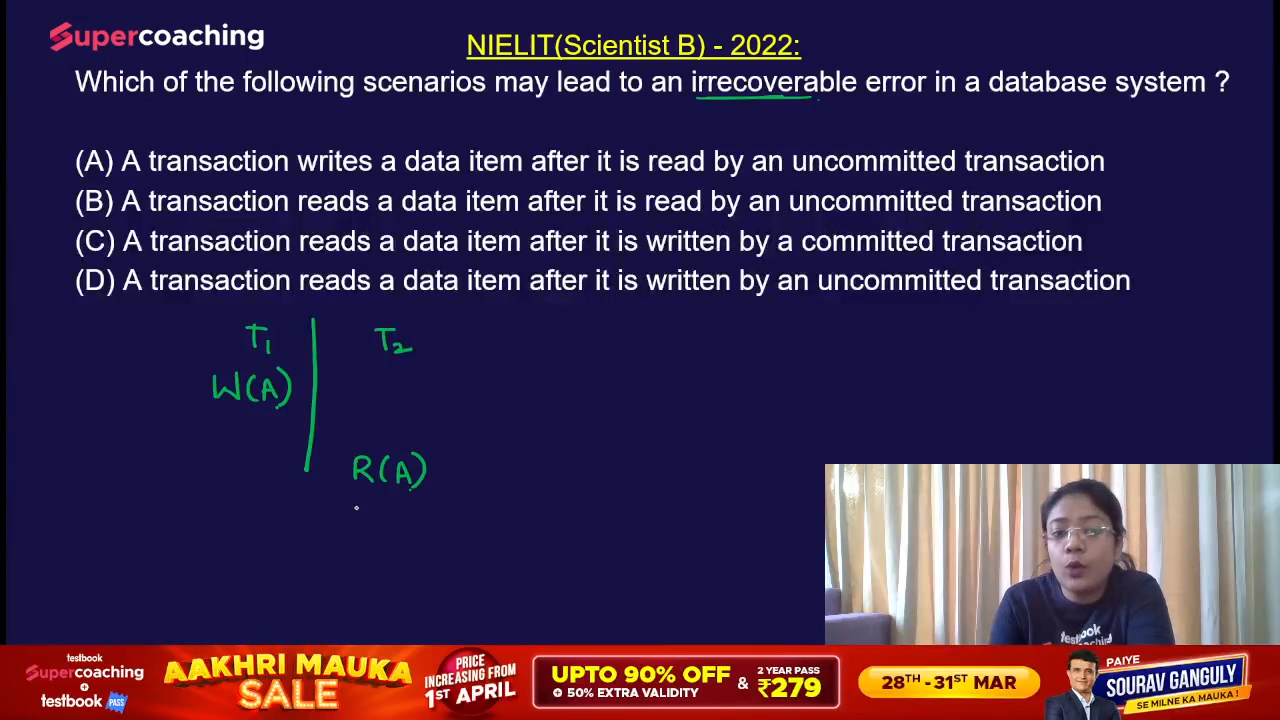 Supercoaching
NIELIT(Scientist B) - 2022:
Which of the following scenarios may lead to an irrecoverable error in a database system ?
(A) A transaction writes a data item after it is read by an uncommitted transaction
(B) A transaction reads a data item after it is read by an uncommitted transaction
(C) A transaction reads a data item after it is written by a committed transaction
(D) A transaction reads a data item after it is written by an uncommitted transaction
T1 T2
W(A)
R(A)
testbook
testbook
Supercoaching
+
testbook PASS
AAKHRI MAUKA
SALE
PRICE
INCREASING FROM
1ST APRIL
UPTO 90% OFF
+ 50% EXTRA VALIDITY
&
2 YEAR PASS
₹279
28TH - 31ST MAR
PAIYE
SOURAV GANGULY
SE MILNE KA MAUKA !